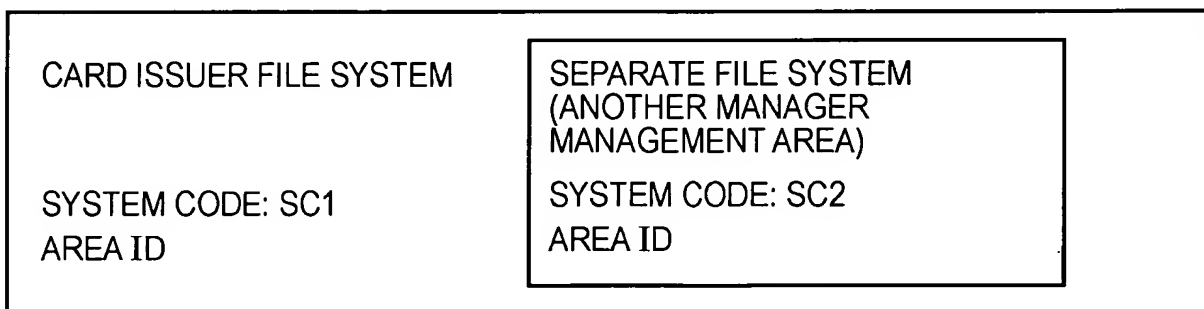 CARD ISSUER FILE SYSTEM
SYSTEM CODE: SC1
AREA ID
SEPARATE FILE SYSTEM
(ANOTHER MANAGER
MANAGEMENT AREA)
SYSTEM CODE: SC2
AREA ID